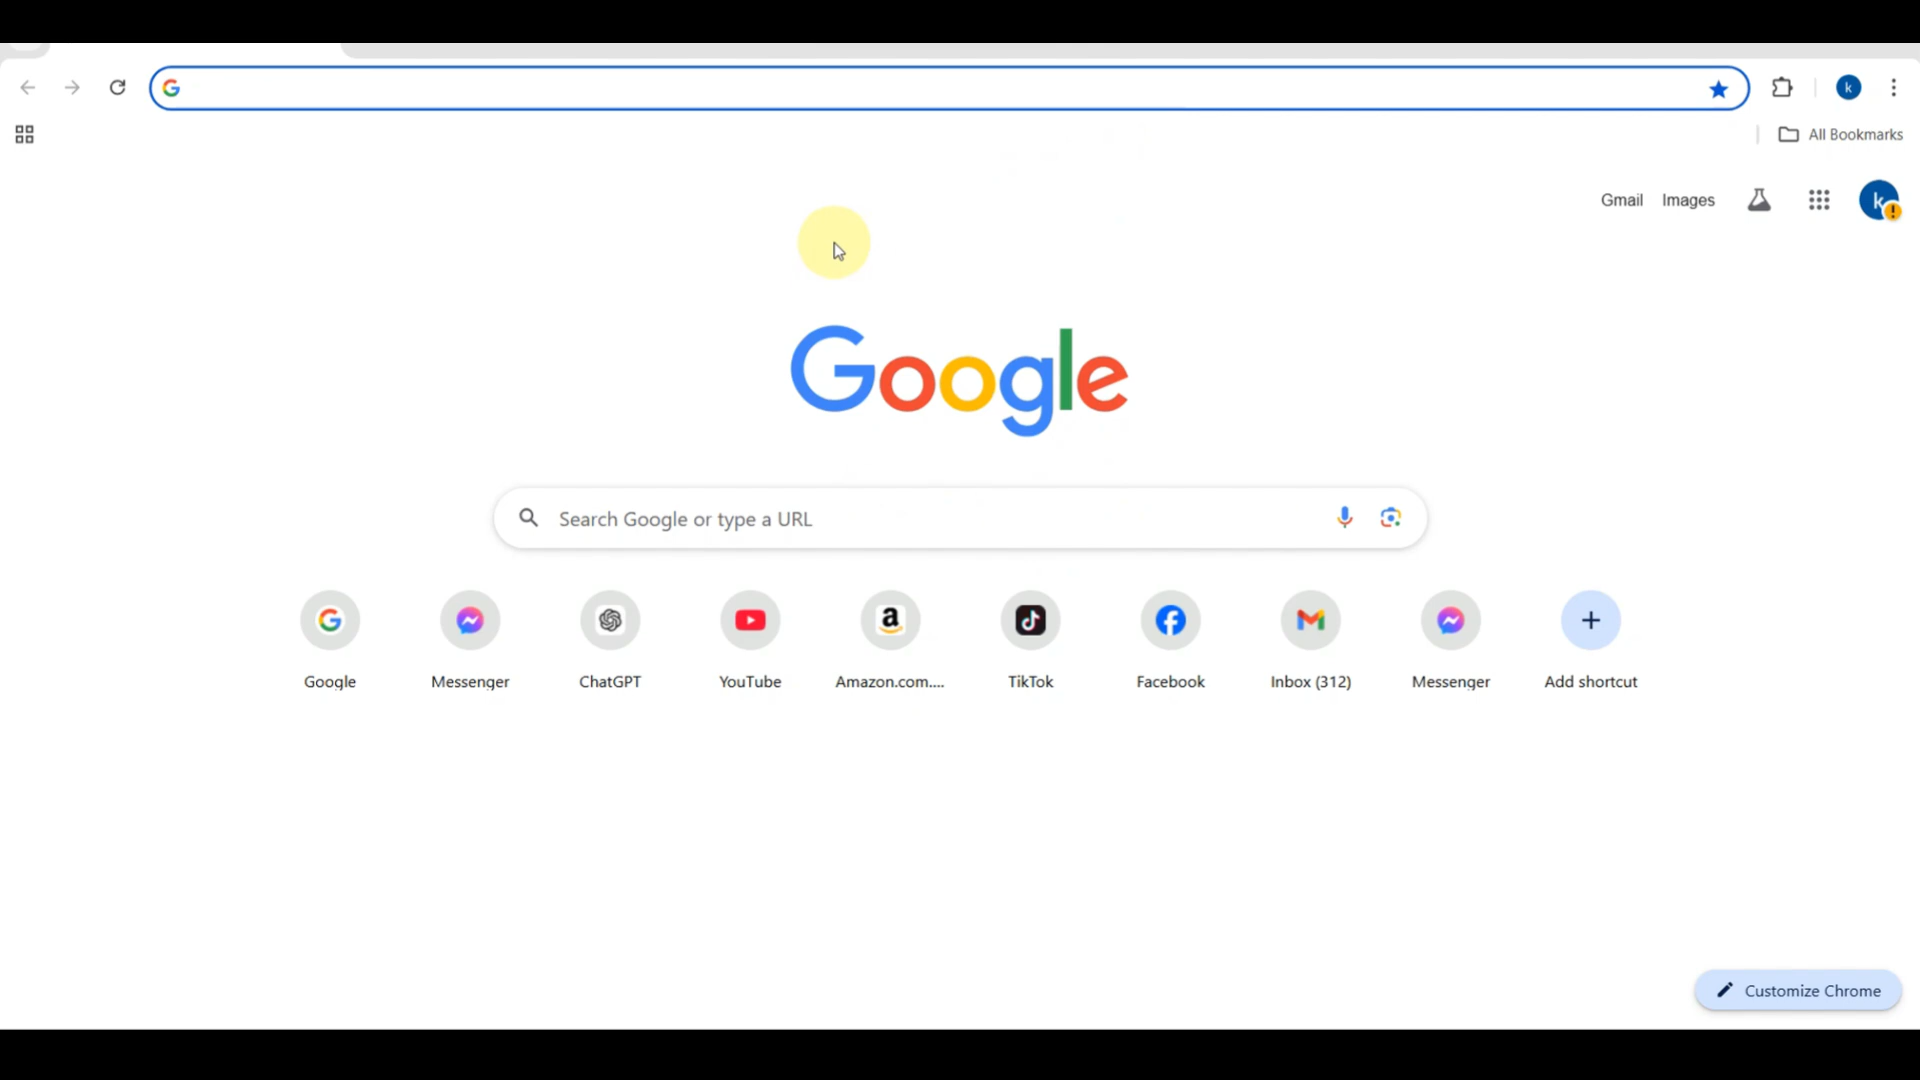 k
All Bookmarks
Gmail Images
k
Google
Search Google or type a URL
Google Messenger ChatGPT YouTube Amazon.com.... TikTok Facebook Inbox (312) Messenger Add shortcut
Customize Chrome